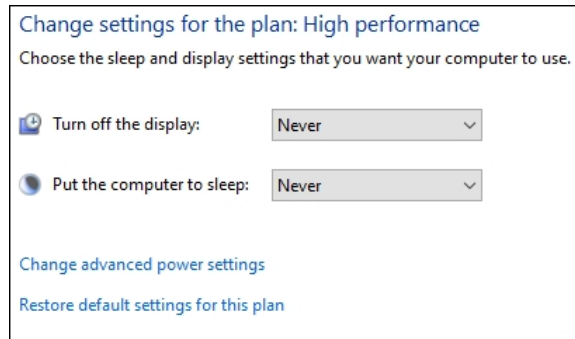 Change settings for the plan: High performance
Choose the sleep and display settings that you want your computer to use.
Turn off the display: Never
Put the computer to sleep: Never
Change advanced power settings
Restore default settings for this plan